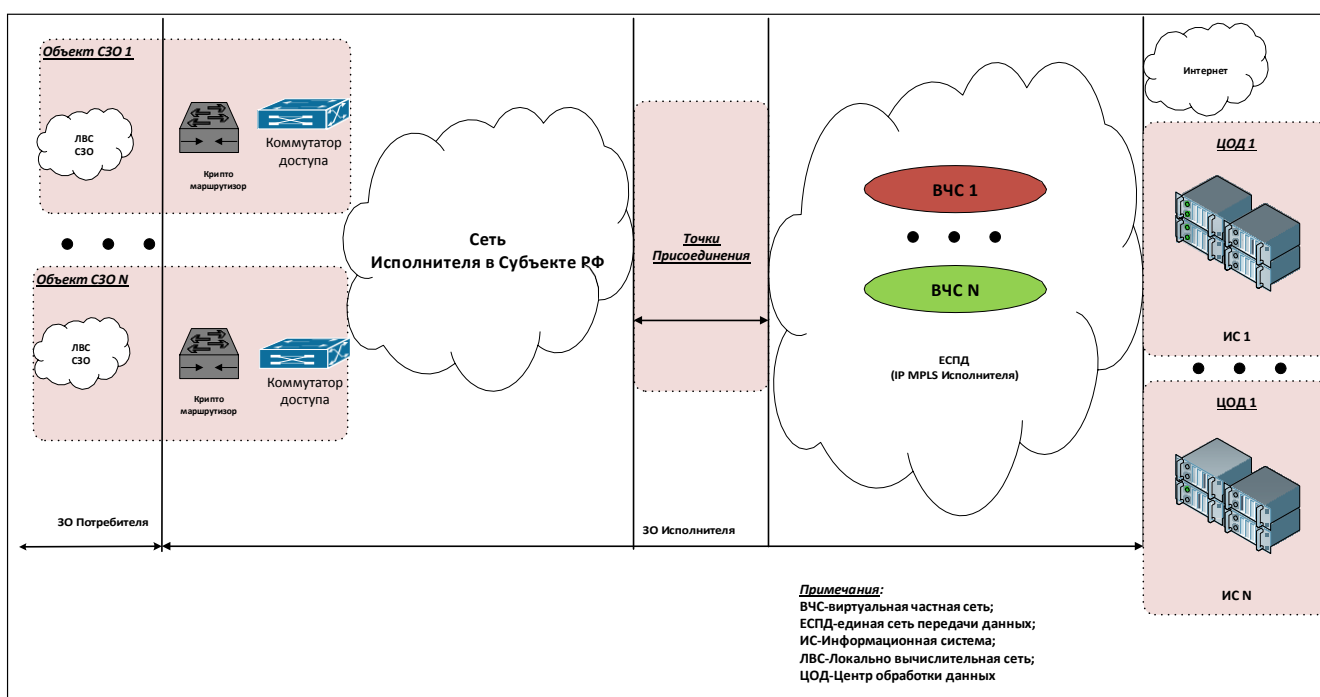 Объект СЗО 1
ЛВС
СЗО
Крипто
маршрутизор
Коммутатор
доступа
Объект СЗО N
ЛВС
СЗО
Крипто
маршрутизор
Коммутатор
доступа
Сеть
Исполнителя в Субъекте РФ
Точки
Присоединения
ВЧС 1
ВЧС N
ЕСПД
(IP MPLS Исполнителя)
Интернет
ЦОД 1
ИС 1
ЦОД 1
ИС N
ЗО Потребителя
ЗО Исполнителя
Примечания:
ВЧС-виртуальная частная сеть;
ЕСПД-единая сеть передачи данных;
ИС-Информационная система;
ЛВС-Локально вычислительная сеть;
ЦОД-Центр обработки данных